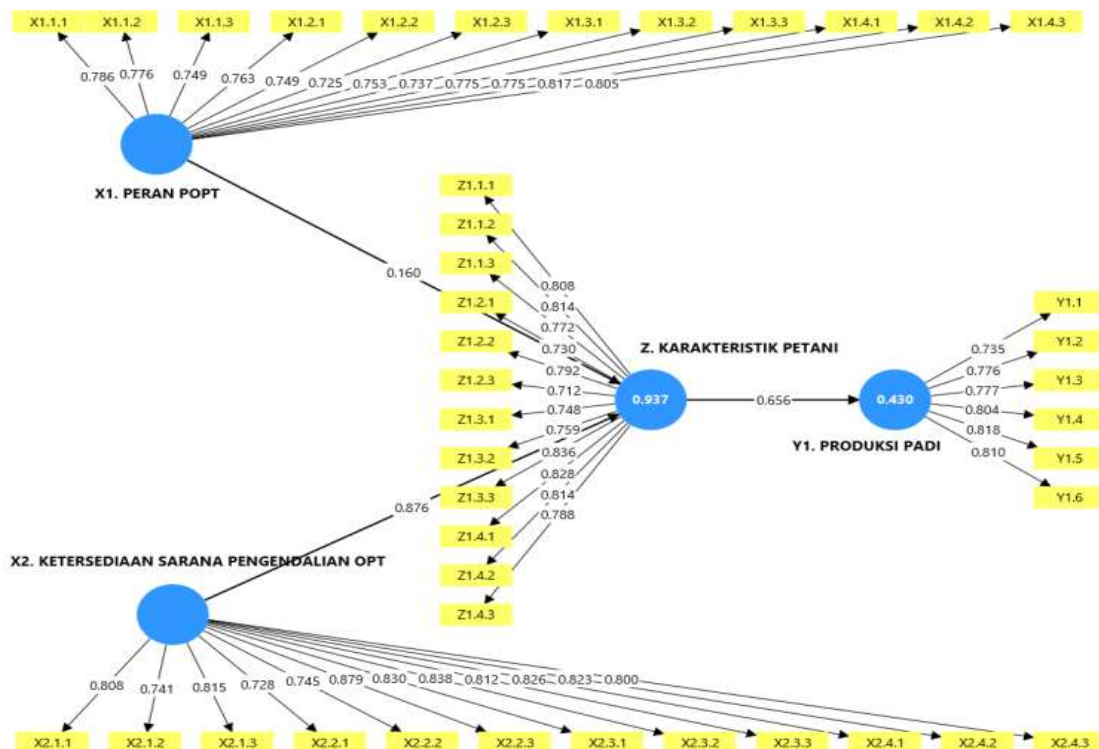 X1.1.1 X1.1.2 X1.1.3 X1.2.1 X1.2.2 X1.2.3 X1.3.1 X1.3.2 X1.3.3 X1.4.1 X1.4.2 X1.4.3
0.786 0.776 0.749 0.763 0.749 0.725 0.753 0.737 0.775 0.775 0.817 0.805
X1. PERAN POPT
0.160
Z1.1.1
Z1.1.2
Z1.1.3
Z1.2.1
Z1.2.2
Z1.2.3
Z1.3.1
Z1.3.2
Z1.3.3
Z1.4.1
Z1.4.2
Z1.4.3
0.808
0.814
0.772
0.730
0.792
0.712
0.748
0.759
0.836
0.828
0.814
0.788
Z. KARAKTERISTIK PETANI
0.937
0.656
0.430
Y1. PRODUKSI PADI
0.735
0.776
0.777
0.804
0.818
0.810
Y1.1
Y1.2
Y1.3
Y1.4
Y1.5
Y1.6
0.876
X2. KETERSEDIAAN SARANA PENGENDALIAN OPT
0.808 0.741 0.815 0.728 0.745 0.879 0.830 0.838 0.812 0.826 0.823 0.800
X2.1.1 X2.1.2 X2.1.3 X2.2.1 X2.2.2 X2.2.3 X2.3.1 X2.3.2 X2.3.3 X2.4.1 X2.4.2 X2.4.3